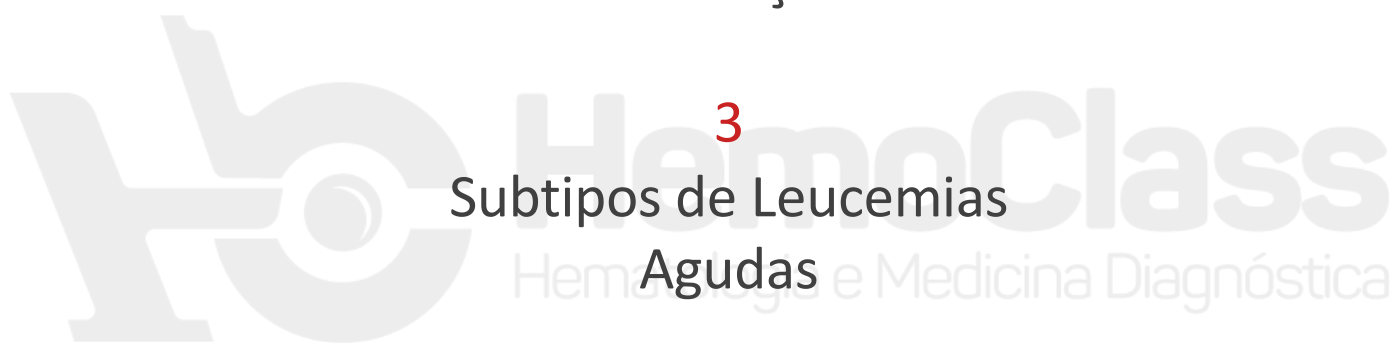 3
Subtipos de Leucemias
Agudas
HemoClass
Hematologia e Medicina Diagnóstica